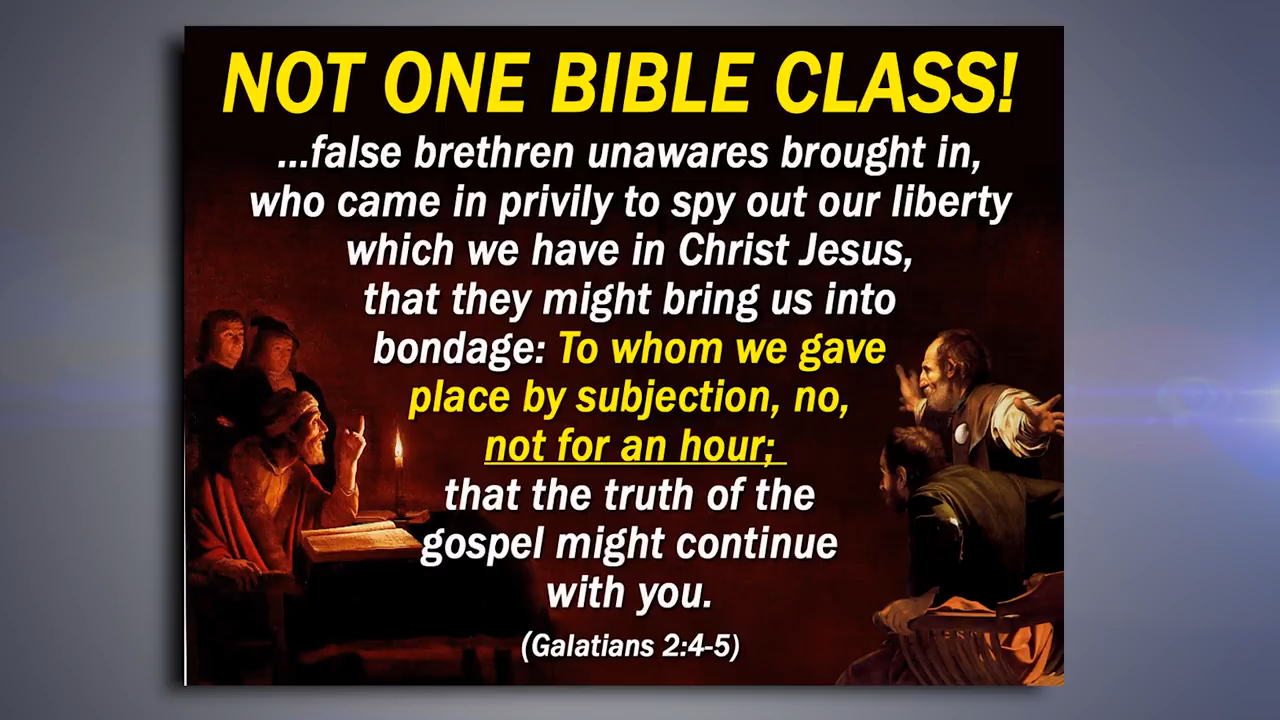 NOT ONE BIBLE CLASS!
...false brethren unawares brought in,
who came in privily to spy out our liberty
which we have in Christ Jesus,
that they might bring us into
bondage: To whom we gave
place by subjection, no,
not for an hour;
that the truth of the
gospel might continue
with you.
(Galatians 2:4-5)